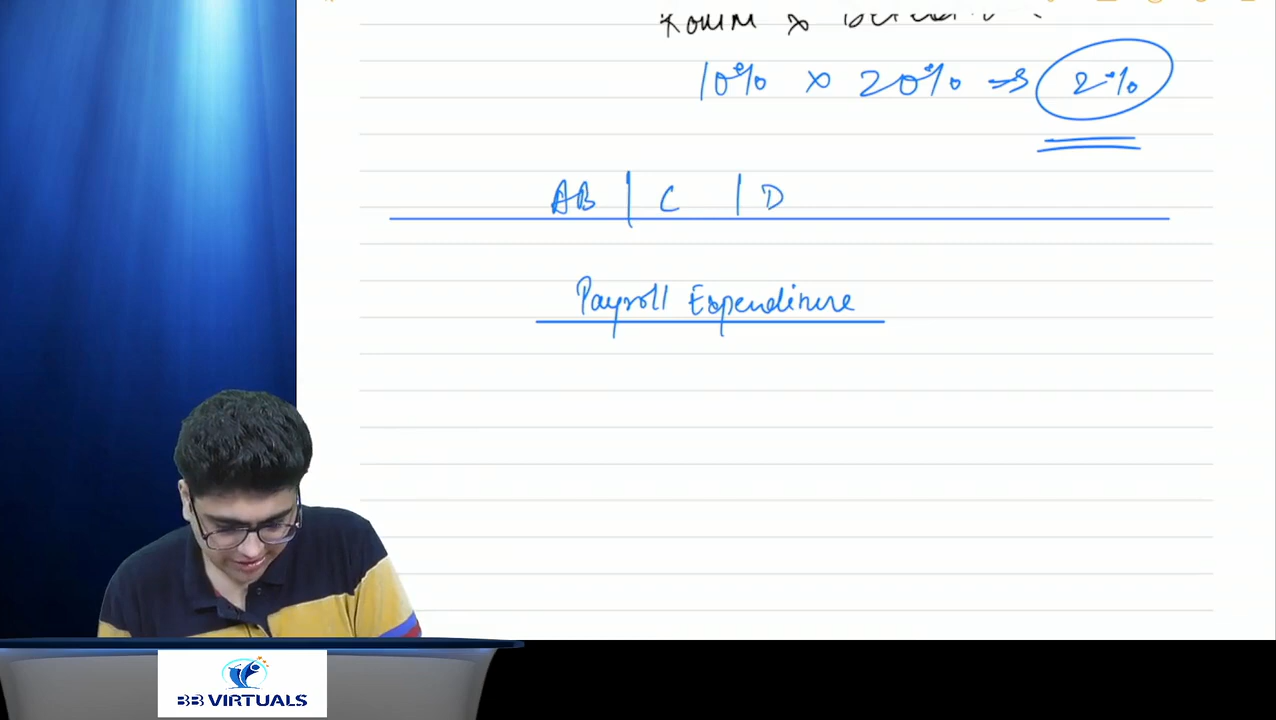 10% x 20% => 2%
AB | C | D
Payroll Expenditure
BB VIRTUALS